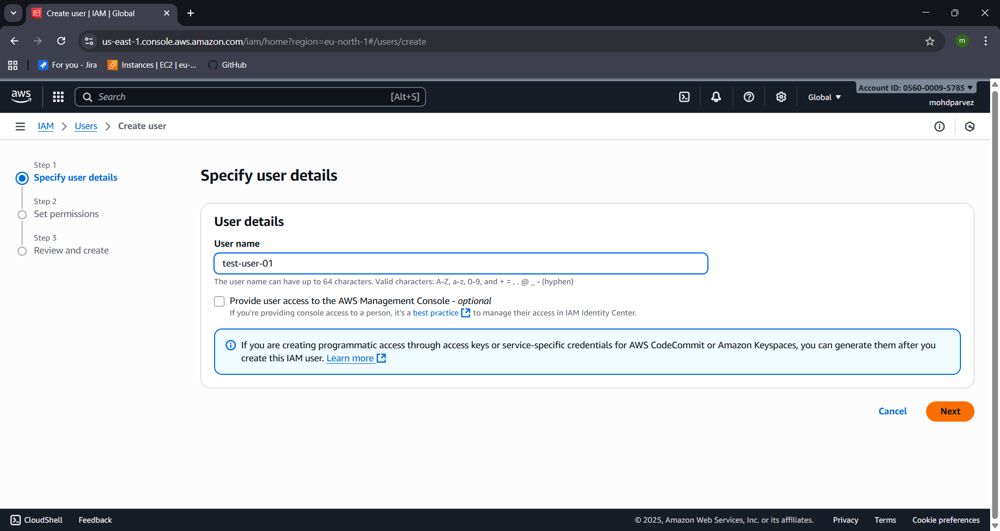 Create user | IAM | Global
us-east-1.console.aws.amazon.com/iam/home?region=eu-north-1#/users/create
m
For you - Jira
Instances | EC2 | eu-...
GitHub
aws
Search
[Alt+S]
Global
Account ID: 0560-0009-5785
mohdparvez
IAM
Users
Create user
Step 1
Specify user details
Step 2
Set permissions
Step 3
Review and create
Specify user details
User details
User name
test-user-01
The user name can have up to 64 characters. Valid characters: A-Z, a-z, 0-9, and + = , . @ _ - (hyphen)
Provide user access to the AWS Management Console - optional
If you're providing console access to a person, it's a best practice to manage their access in IAM Identity Center.
If you are creating programmatic access through access keys or service-specific credentials for AWS CodeCommit or Amazon Keyspaces, you can generate them after you
create this IAM user. Learn more
Cancel
Next
CloudShell
Feedback
© 2025, Amazon Web Services, Inc. or its affiliates.
Privacy
Terms
Cookie preferences